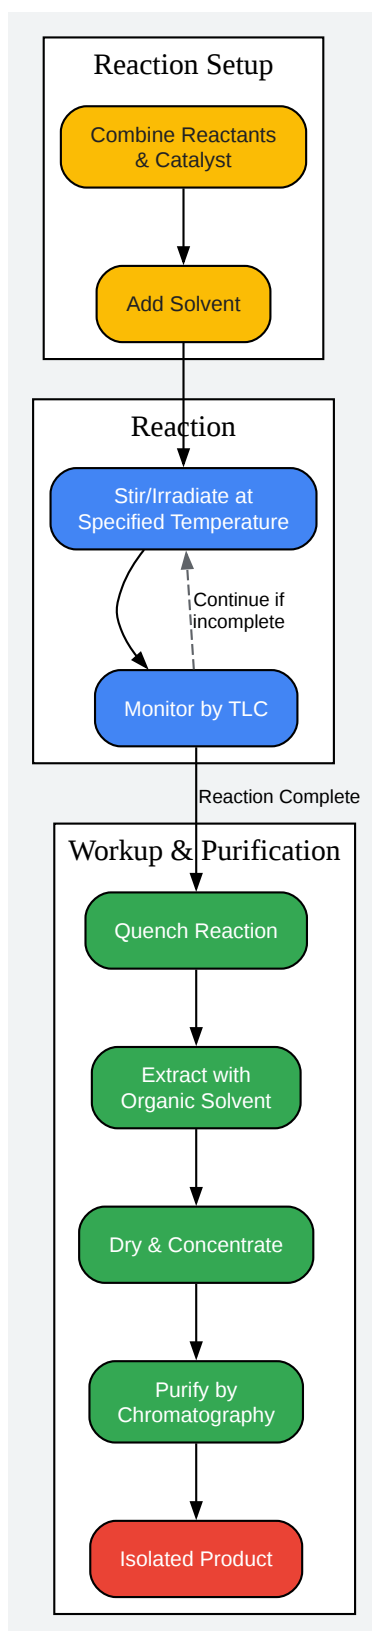 Reaction Setup
Combine Reactants
& Catalyst
Add Solvent
Reaction
Stir/Irradiate at
Specified Temperature
Continue if
incomplete
Monitor by TLC
Reaction Complete
Workup & Purification
Quench Reaction
Extract with
Organic Solvent
Dry & Concentrate
Purify by
Chromatography
Isolated Product